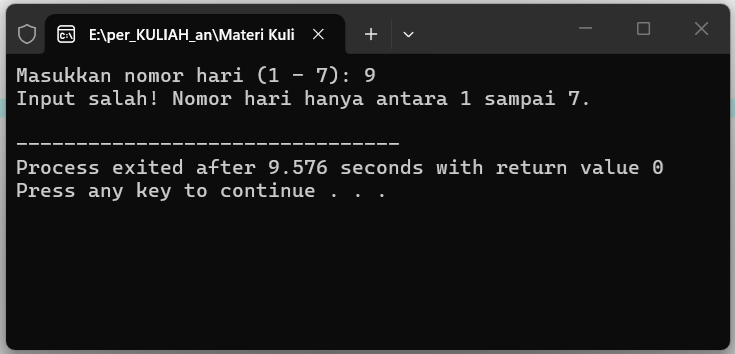 E:\per_KULIAH_an\Materi Kuli
Masukkan nomor hari (1 - 7): 9
Input salah! Nomor hari hanya antara 1 sampai 7.
--------------------------------
Process exited after 9.576 seconds with return value 0
Press any key to continue . . .